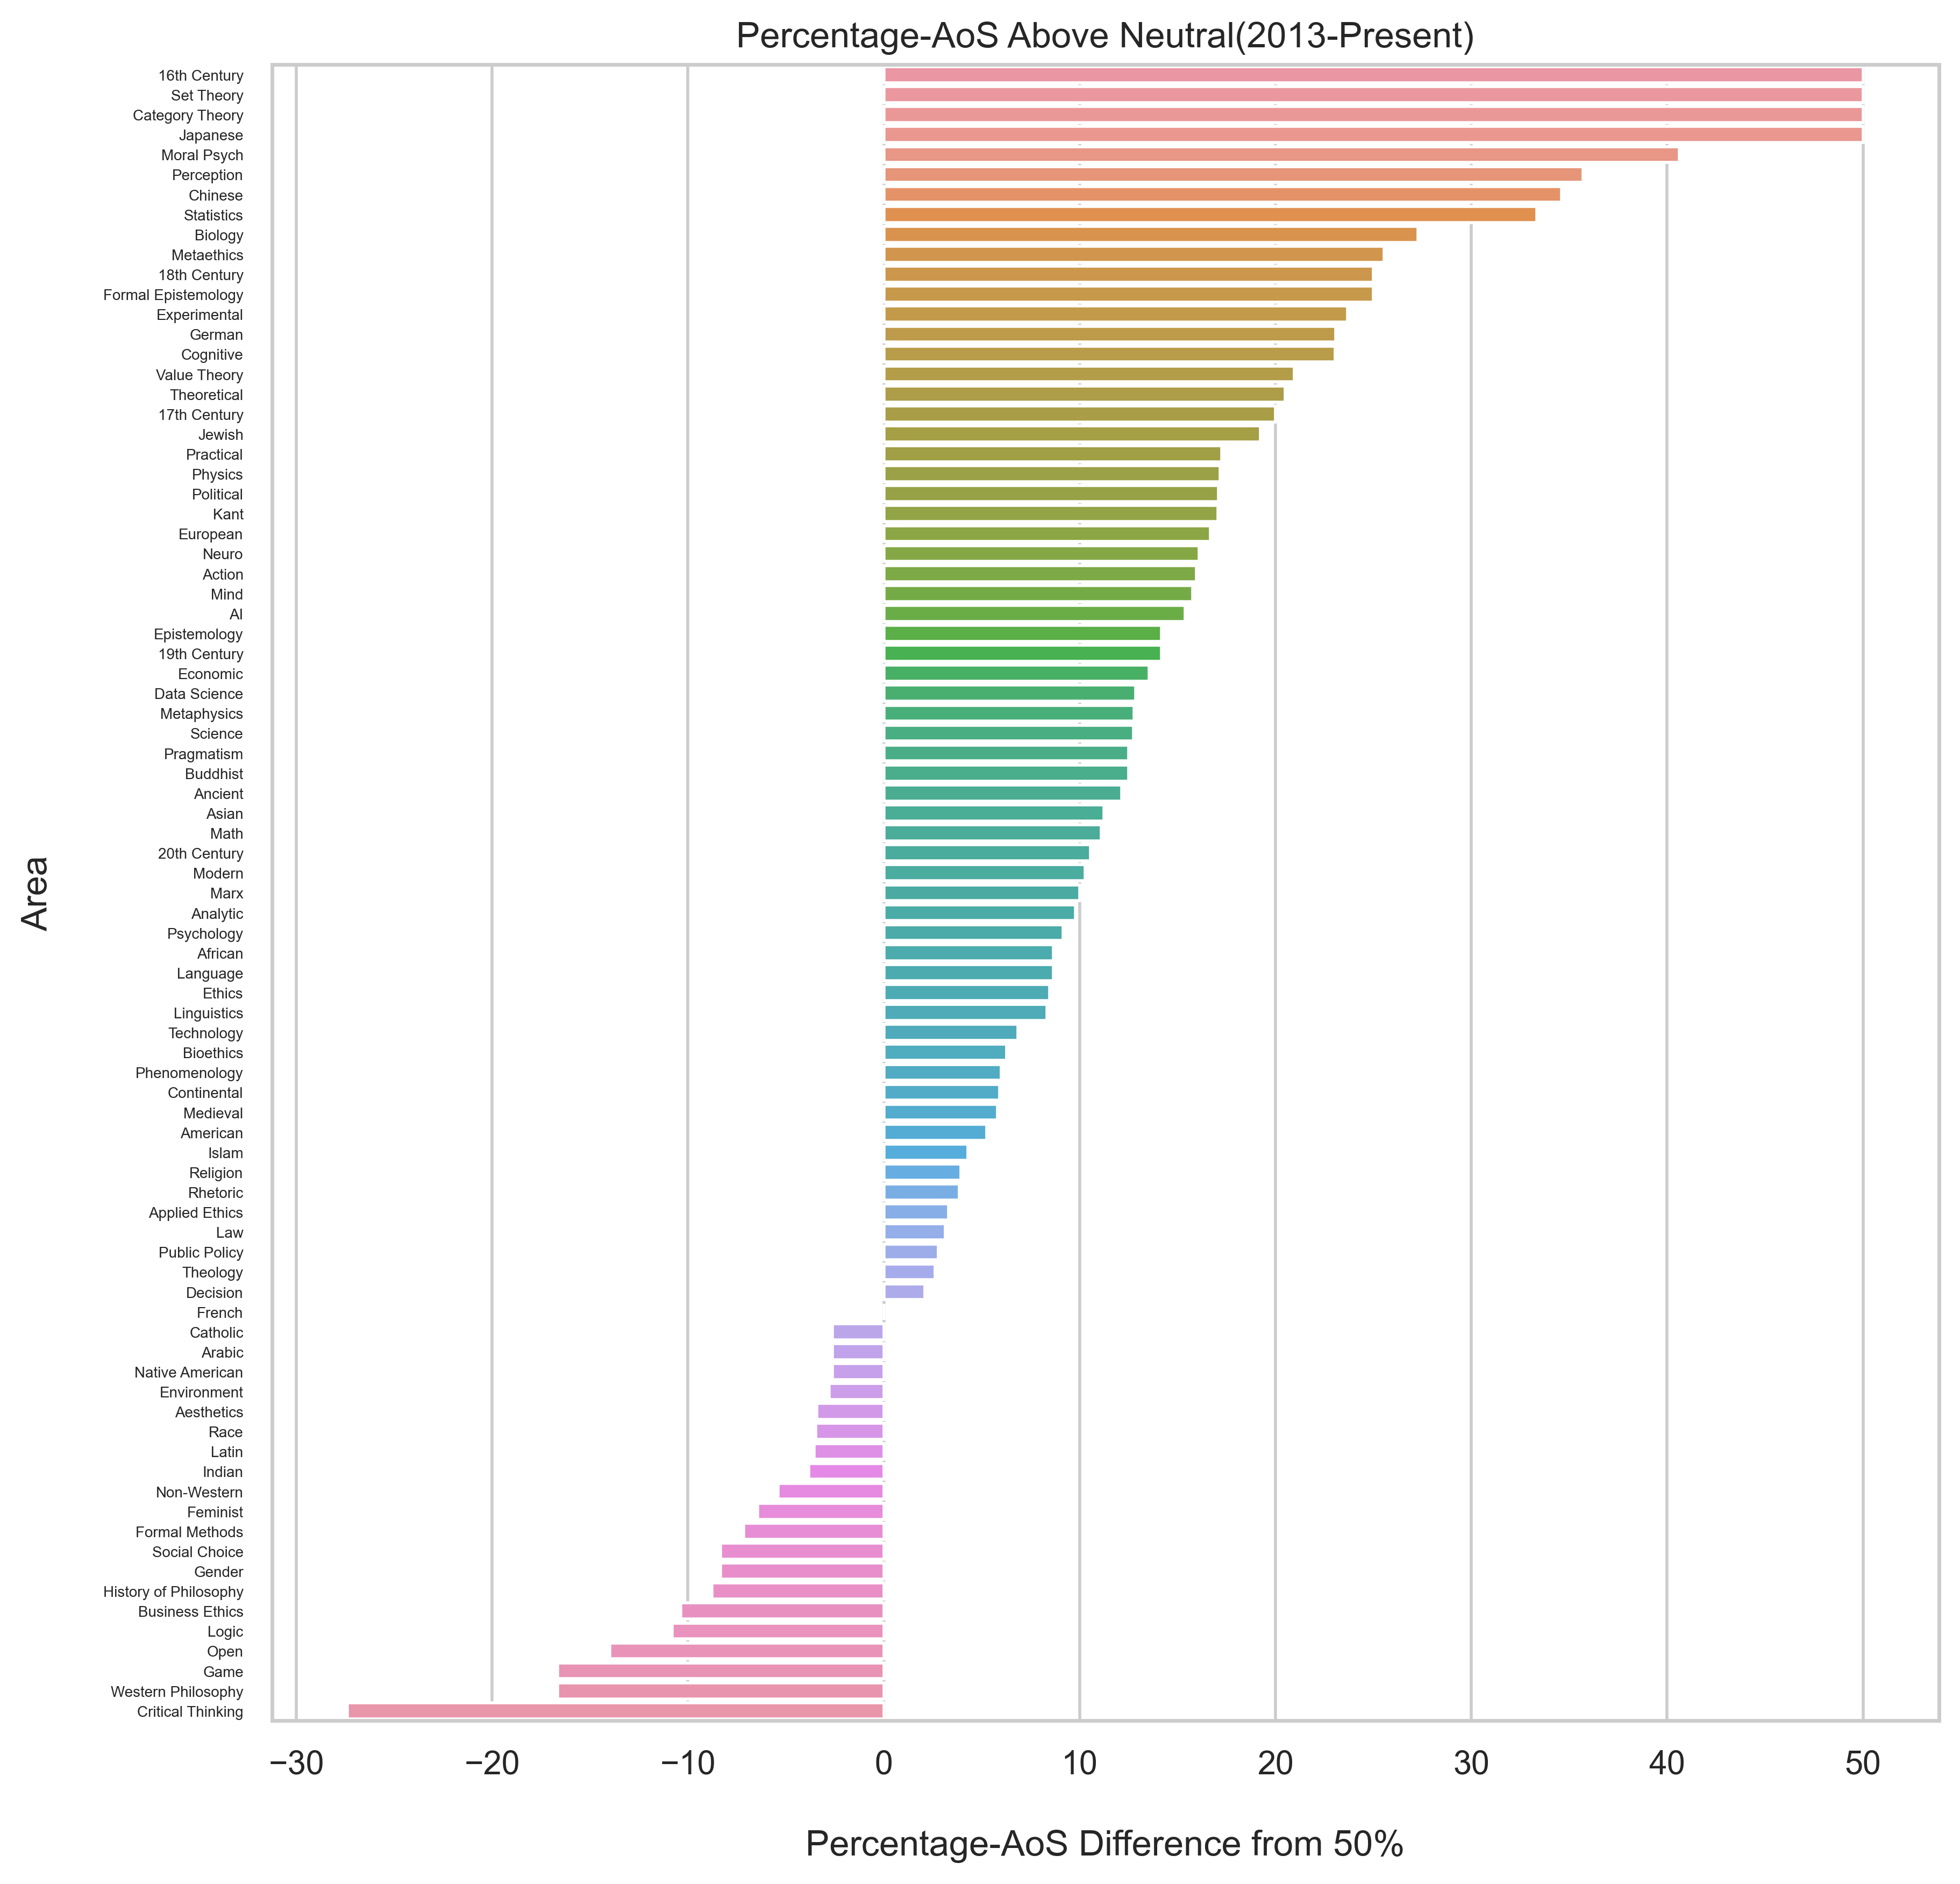 Percentage-AoS Above Neutral(2013-Present)
16th Century
Set Theory
Category Theory
Japanese
Moral Psych
Perception
Chinese
Statistics
Biology
Metaethics
18th Century
Formal Epistemology
Experimental
German
Cognitive
Value Theory
Theoretical
17th Century
Jewish
Practical
Physics
Political
Kant
European
Neuro
Action
Mind
AI
Epistemology
19th Century
Economic
Data Science
Metaphysics
Science
Pragmatism
Buddhist
Ancient
Asian
Math
20th Century
Modern
Marx
Analytic
Psychology
African
Language
Ethics
Linguistics
Technology
Bioethics
Phenomenology
Continental
Medieval
American
Islam
Religion
Rhetoric
Applied Ethics
Law
Public Policy
Theology
Decision
French
Catholic
Arabic
Native American
Environment
Aesthetics
Race
Latin
Indian
Non-Western
Feminist
Formal Methods
Social Choice
Gender
History of Philosophy
Business Ethics
Logic
Open
Game
Western Philosophy
Critical Thinking
Area
−30 −20 −10 0 10 20 30 40 50
Percentage-AoS Difference from 50%